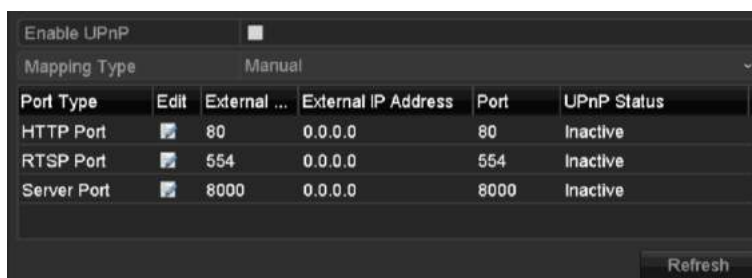 Enable UPnP
Mapping Type Manual
Port Type Edit External ... External IP Address Port UPnP Status
HTTP Port 80 0.0.0.0 80 Inactive
RTSP Port 554 0.0.0.0 554 Inactive
Server Port 8000 0.0.0.0 8000 Inactive
Refresh